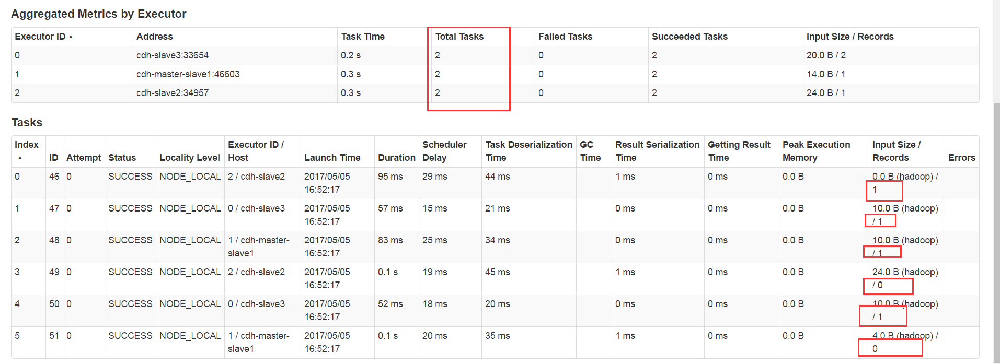 Aggregated Metrics by Executor
Executor ID ▲ Address Task Time Total Tasks Failed Tasks Succeeded Tasks Input Size / Records
0 cdh-slave3:33654 0.2 s 2 0 2 20.0 B / 2
1 cdh-master-slave1:46603 0.3 s 2 0 2 14.0 B / 1
2 cdh-slave2:34957 0.3 s 2 0 2 24.0 B / 1
Tasks
Index Executor ID / Scheduler Task Deserialization GC Result Serialization Getting Result Peak Execution Input Size /
▲ ID Attempt Status Locality Level Host Launch Time Duration Delay Time Time Time Time Memory Records Errors
0 46 0 SUCCESS NODE_LOCAL 2 / cdh-slave2 2017/05/05 95 ms 29 ms 44 ms 1 ms 0 ms 0.0 B 0.0 B (hadoop) /
16:52:17 1
1 47 0 SUCCESS NODE_LOCAL 0 / cdh-slave3 2017/05/05 57 ms 15 ms 21 ms 0 ms 0 ms 0.0 B 10.0 B (hadoop)
16:52:17 / 1
2 48 0 SUCCESS NODE_LOCAL 1 / cdh-master- 2017/05/05 83 ms 25 ms 34 ms 0 ms 0 ms 0.0 B 10.0 B (hadoop)
slave1 16:52:17 / 1
3 49 0 SUCCESS NODE_LOCAL 2 / cdh-slave2 2017/05/05 0.1 s 19 ms 45 ms 1 ms 0 ms 0.0 B 24.0 B (hadoop)
16:52:17 / 0
4 50 0 SUCCESS NODE_LOCAL 0 / cdh-slave3 2017/05/05 52 ms 18 ms 20 ms 0 ms 0 ms 0.0 B 10.0 B (hadoop)
16:52:17 / 1
5 51 0 SUCCESS NODE_LOCAL 1 / cdh-master- 2017/05/05 0.1 s 20 ms 35 ms 1 ms 0 ms 0.0 B 4.0 B (hadoop) /
slave1 16:52:17 0